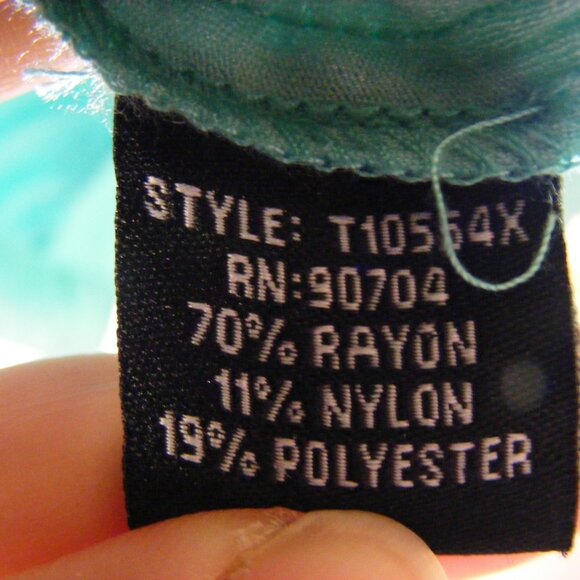 STYLE: T10554X
RN:90704
70% RAYON
11% NYLON
19% POLYESTER